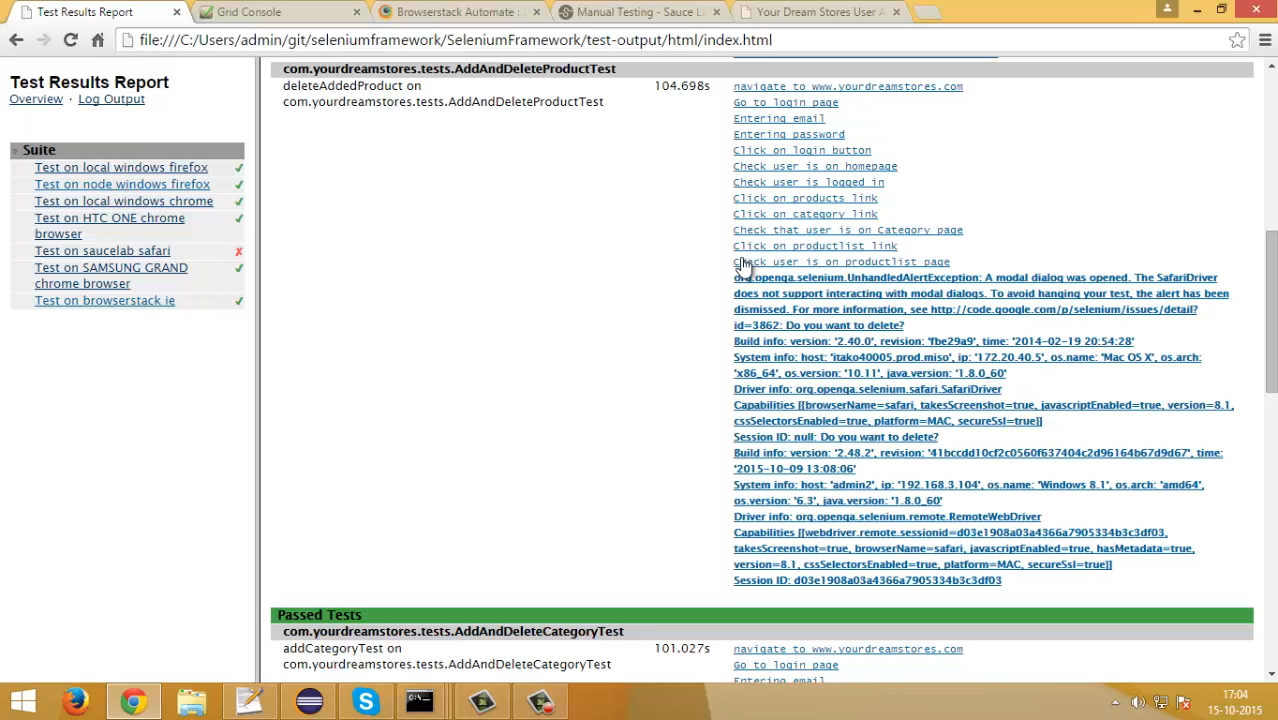 Test Results Report
Grid Console
Browserstack Automate :
Manual Testing - Sauce La
Your Dream Stores User A
file:///C:/Users/admin/git/seleniumframework/SeleniumFramework/test-output/html/index.html
Test Results Report
Overview · Log Output
Suite
Test on local windows firefox
Test on node windows firefox
Test on local windows chrome
Test on HTC ONE chrome
browser
Test on saucelab safari
Test on SAMSUNG GRAND
chrome browser
Test on browserstack ie
com.yourdreamstores.tests.AddAndDeleteProductTest
deleteAddedProduct on
com.yourdreamstores.tests.AddAndDeleteProductTest
104.698s
navigate to www.yourdreamstores.com
Go to login page
Entering email
Entering password
Click on login button
Check user is on homepage
Check user is logged in
Click on products link
Click on category link
Check that user is on Category page
Click on productlist link
Check user is on productlist page
org.openqa.selenium.UnhandledAlertException: A modal dialog was opened. The SafariDriver
does not support interacting with modal dialogs. To avoid hanging your test, the alert has been
dismissed. For more information, see http://code.google.com/p/selenium/issues/detail?
id=3862: Do you want to delete?
Build info: version: '2.40.0', revision: 'fbe29a9', time: '2014-02-19 20:54:28'
System info: host: 'itako40005.prod.miso', ip: '172.20.40.5', os.name: 'Mac OS X', os.arch:
'x86_64', os.version: '10.11', java.version: '1.8.0_60'
Driver info: org.openqa.selenium.safari.SafariDriver
Capabilities [{browserName=safari, takesScreenshot=true, javascriptEnabled=true, version=8.1,
cssSelectorsEnabled=true, platform=MAC, secureSsl=true}]
Session ID: null: Do you want to delete?
Build info: version: '2.48.2', revision: '41bccdd10cf2c0560f637404c2d96164b67d9d67', time:
'2015-10-09 13:08:06'
System info: host: 'admin2', ip: '192.168.3.104', os.name: 'Windows 8.1', os.arch: 'amd64',
os.version: '6.3', java.version: '1.8.0_60'
Driver info: org.openqa.selenium.remote.RemoteWebDriver
Capabilities [{webdriver.remote.sessionid=d03e1908a03a4366a7905334b3c3df03,
takesScreenshot=true, browserName=safari, javascriptEnabled=true, hasMetadata=true,
version=8.1, cssSelectorsEnabled=true, platform=MAC, secureSsl=true}]
Session ID: d03e1908a03a4366a7905334b3c3df03
Passed Tests
com.yourdreamstores.tests.AddAndDeleteCategoryTest
addCategoryTest on
com.yourdreamstores.tests.AddAndDeleteCategoryTest
101.027s
navigate to www.yourdreamstores.com
Go to login page
Entering email
17:04
15-10-2015